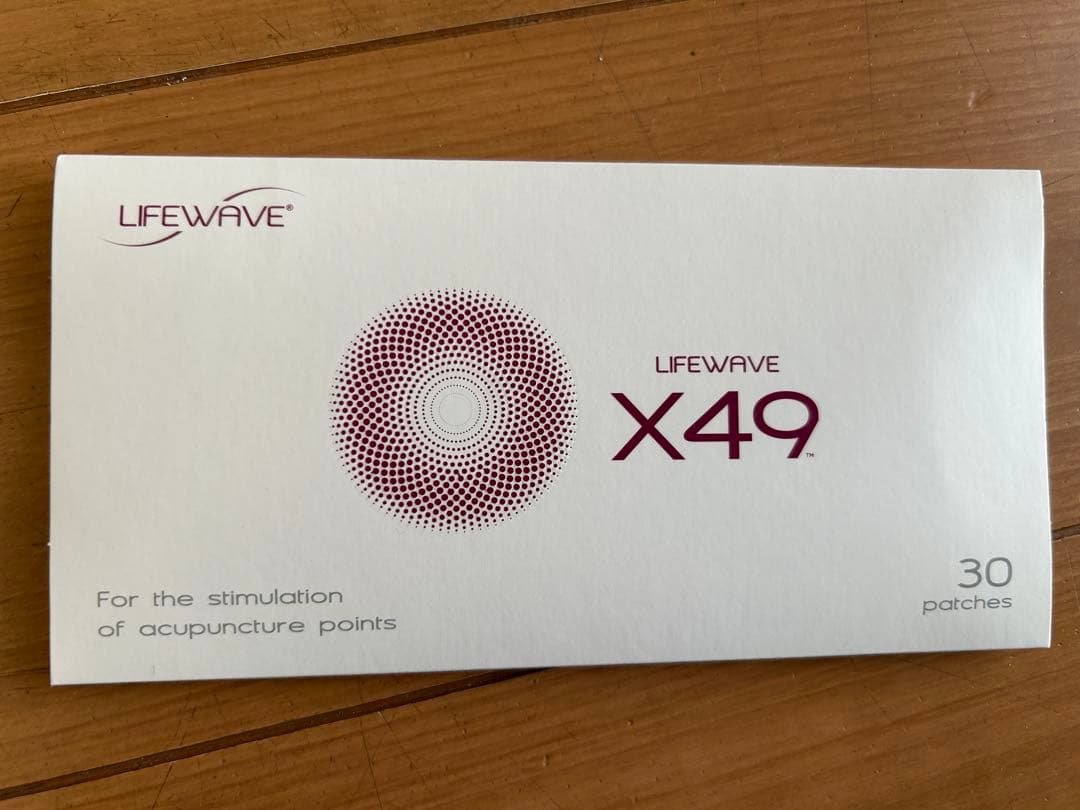 LIFEWAVE®
LIFEWAVE
X49™
For the stimulation
of acupuncture points
30
patches